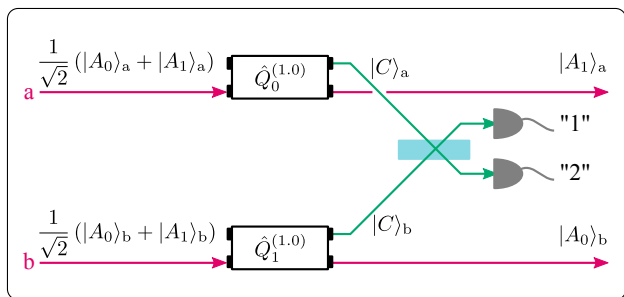 1/√2 (|A₀⟩ₐ + |A₁⟩ₐ)
Q̂₀^(1.0)
|C⟩ₐ
|A₁⟩ₐ
a
"1"
"2"
1/√2 (|A₀⟩_b + |A₁⟩_b)
Q̂₁^(1.0)
|C⟩_b
|A₀⟩_b
b